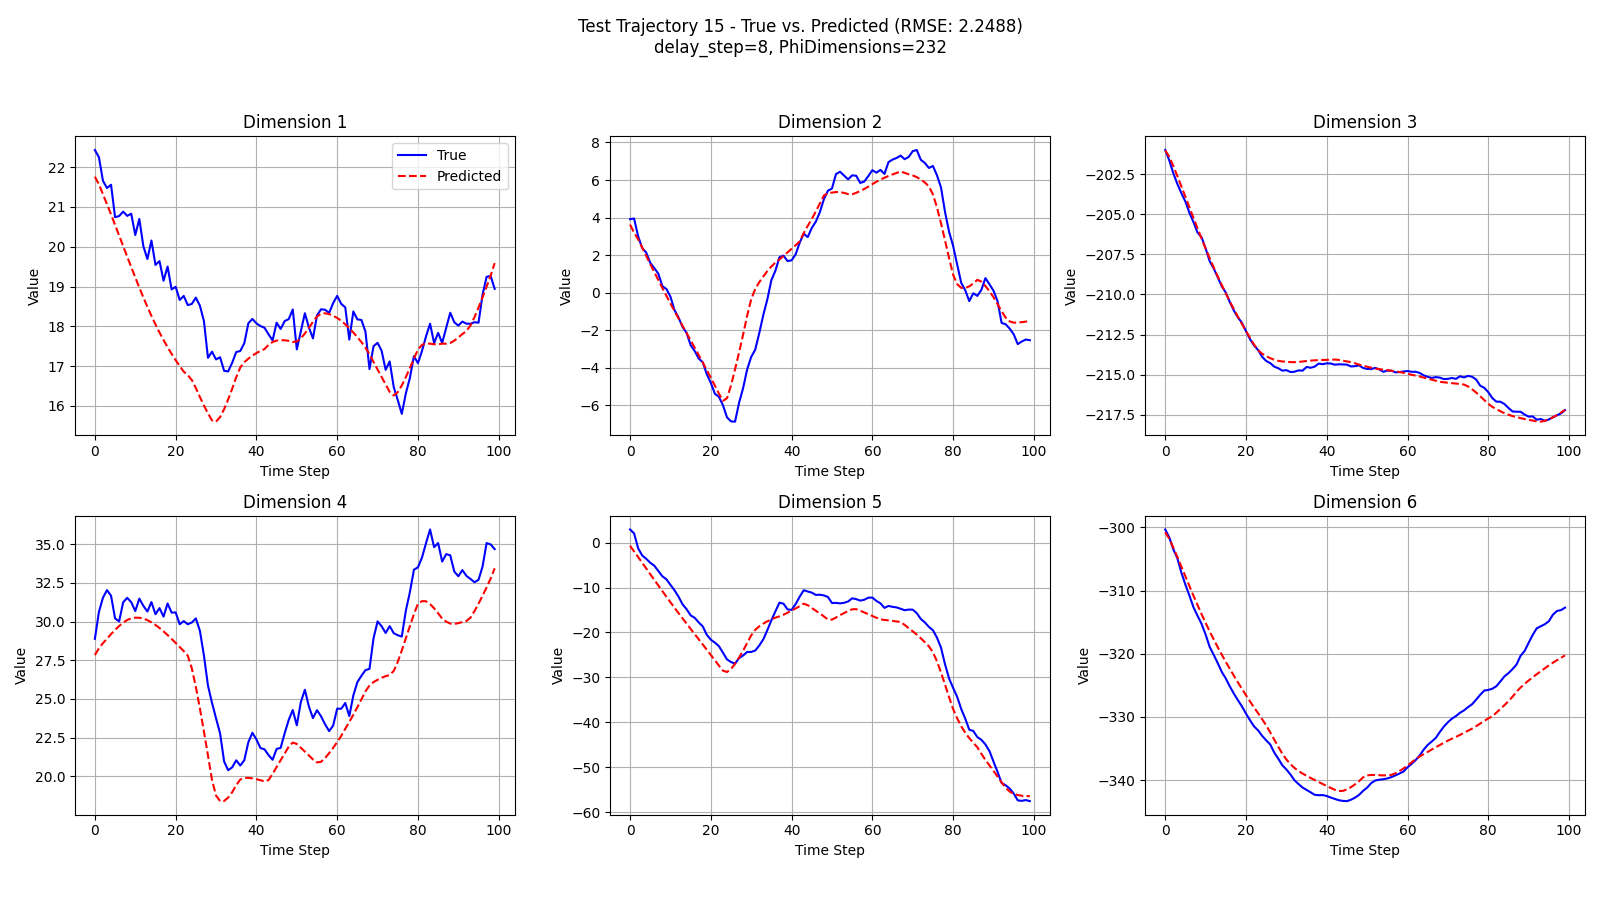 Test Trajectory 15 - True vs. Predicted (RMSE: 2.2488)
delay_step=8, PhiDimensions=232
Dimension 1
Value
22
21
20
19
18
17
16
0 20 40 60 80 100
Time Step
True
Predicted
Dimension 2
Value
8
6
4
2
0
−2
−4
−6
0 20 40 60 80 100
Time Step
Dimension 3
Value
−202.5
−205.0
−207.5
−210.0
−212.5
−215.0
−217.5
0 20 40 60 80 100
Time Step
Dimension 4
Value
35.0
32.5
30.0
27.5
25.0
22.5
20.0
0 20 40 60 80 100
Time Step
Dimension 5
Value
0
−10
−20
−30
−40
−50
−60
0 20 40 60 80 100
Time Step
Dimension 6
Value
−300
−310
−320
−330
−340
0 20 40 60 80 100
Time Step